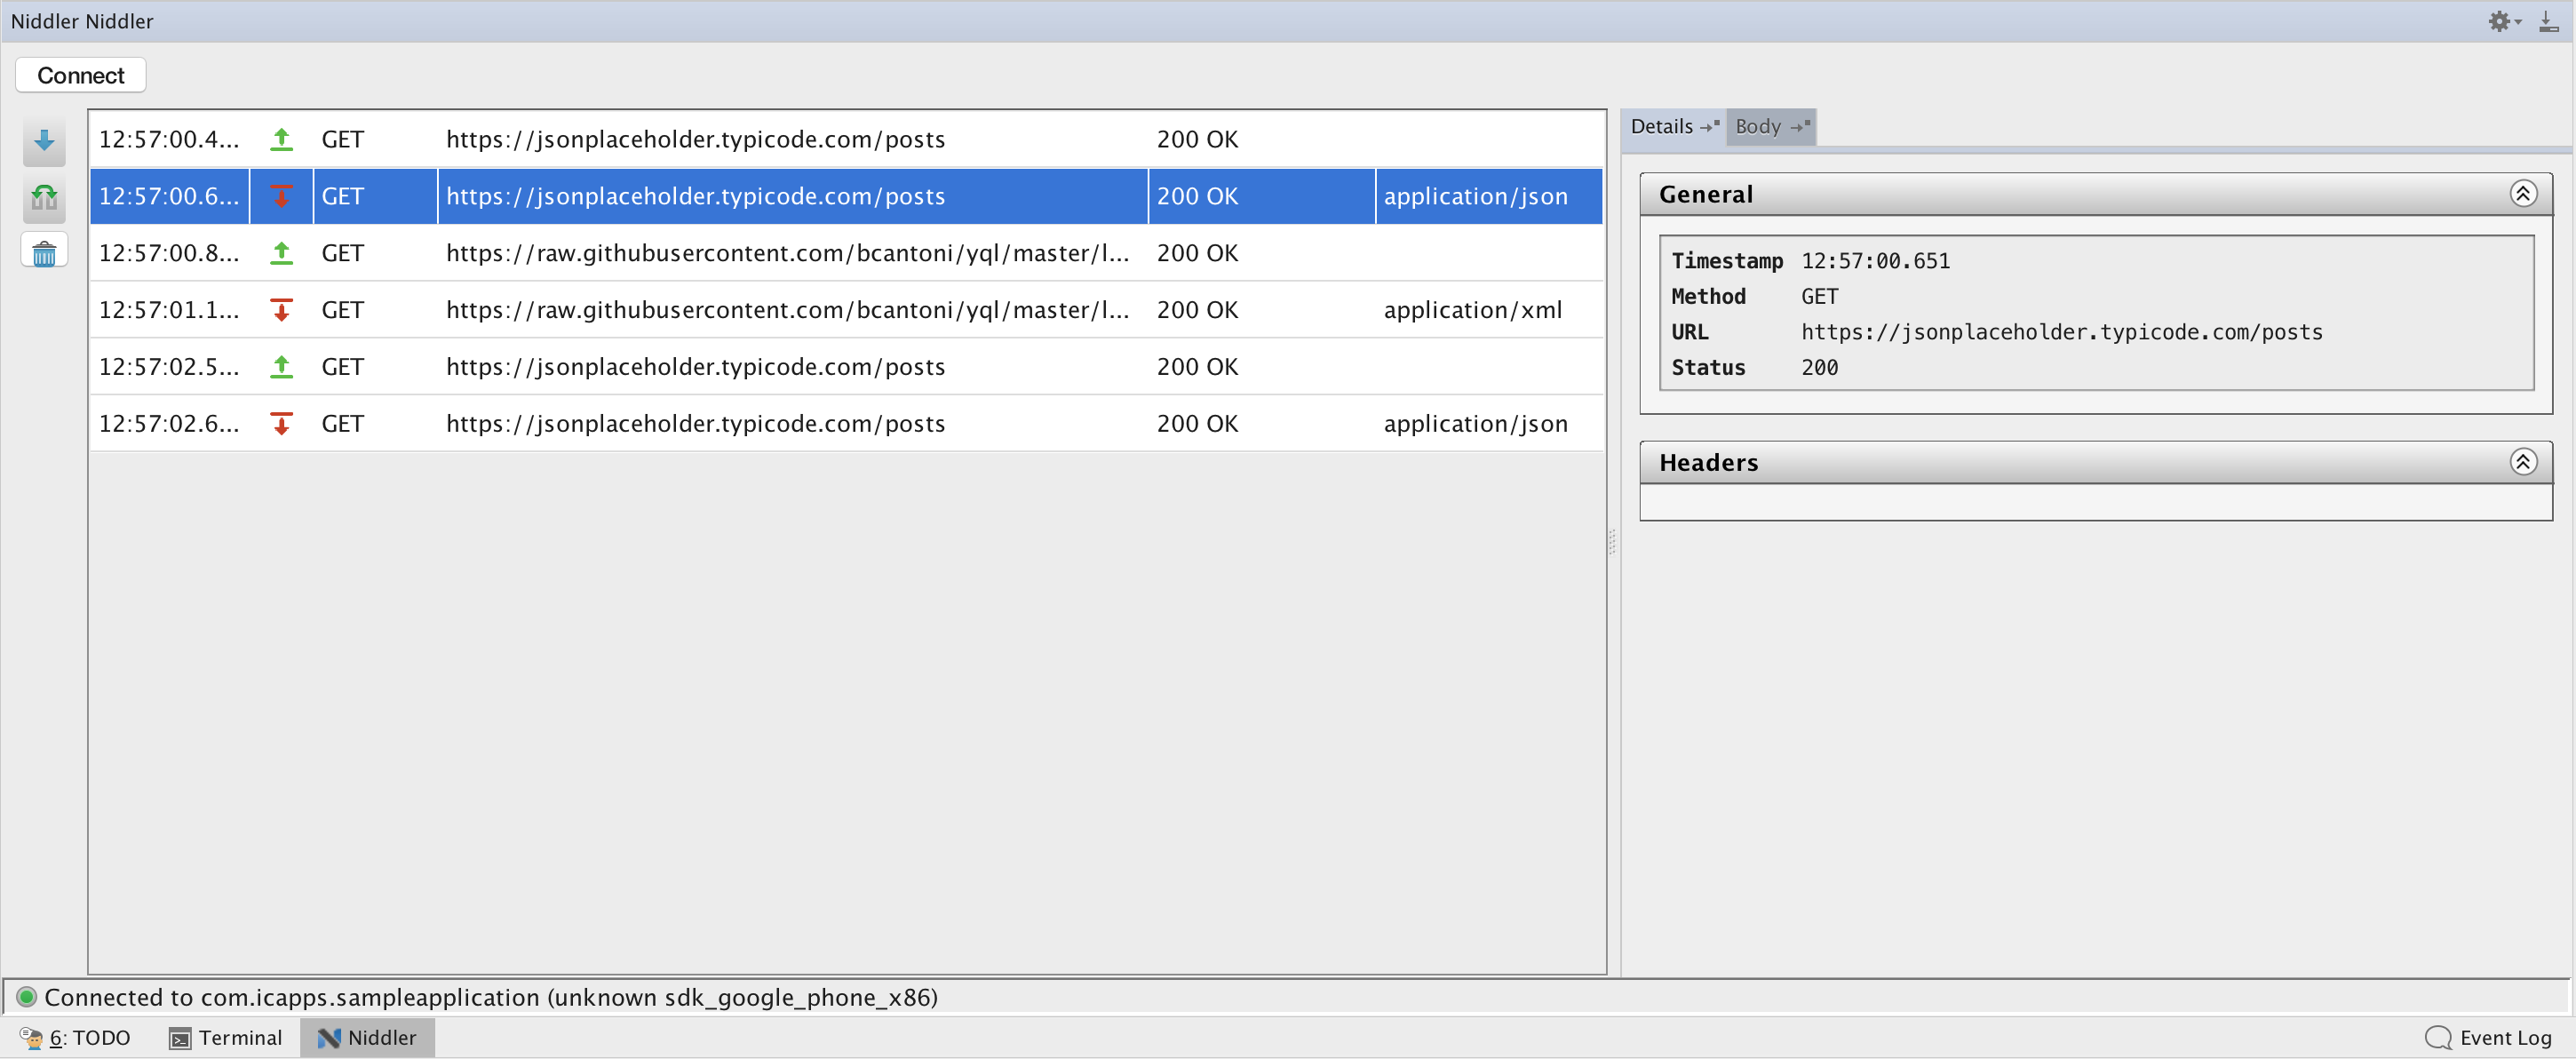 Niddler Niddler
Connect
12:57:00.4... GET https://jsonplaceholder.typicode.com/posts 200 OK
12:57:00.6... GET https://jsonplaceholder.typicode.com/posts 200 OK application/json
12:57:00.8... GET https://raw.githubusercontent.com/bcantoni/yql/master/l... 200 OK
12:57:01.1... GET https://raw.githubusercontent.com/bcantoni/yql/master/l... 200 OK application/xml
12:57:02.5... GET https://jsonplaceholder.typicode.com/posts 200 OK
12:57:02.6... GET https://jsonplaceholder.typicode.com/posts 200 OK application/json
Details Body
General
Timestamp 12:57:00.651
Method GET
URL https://jsonplaceholder.typicode.com/posts
Status 200
Headers
Connected to com.icapps.sampleapplication (unknown sdk_google_phone_x86)
6: TODO Terminal Niddler Event Log